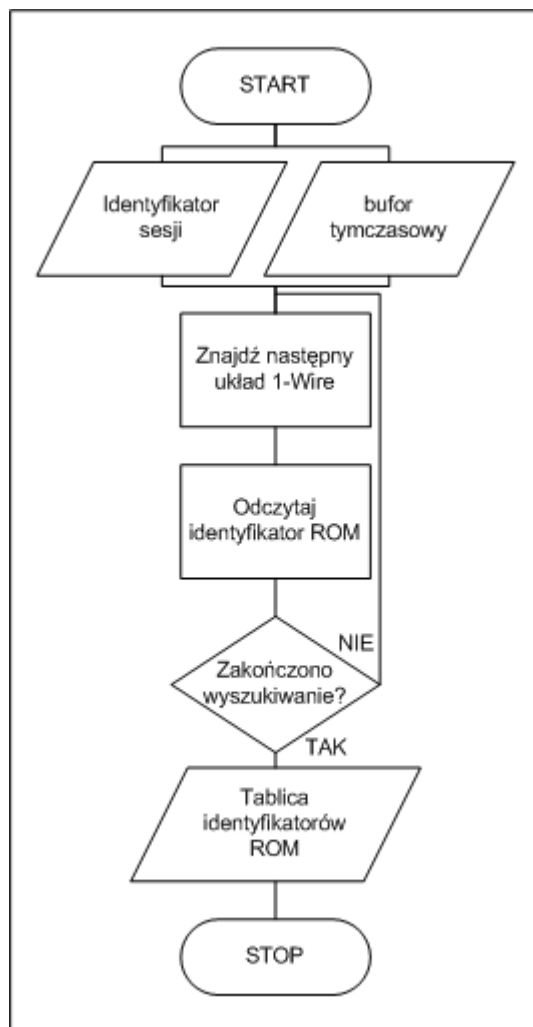 START
Identyfikator
sesji
bufor
tymczasowy
Znajdź następny
układ 1-Wire
Odczytaj
identyfikator ROM
NIE
Zakończono
wyszukiwanie?
TAK
Tablica
identyfikatorów
ROM
STOP